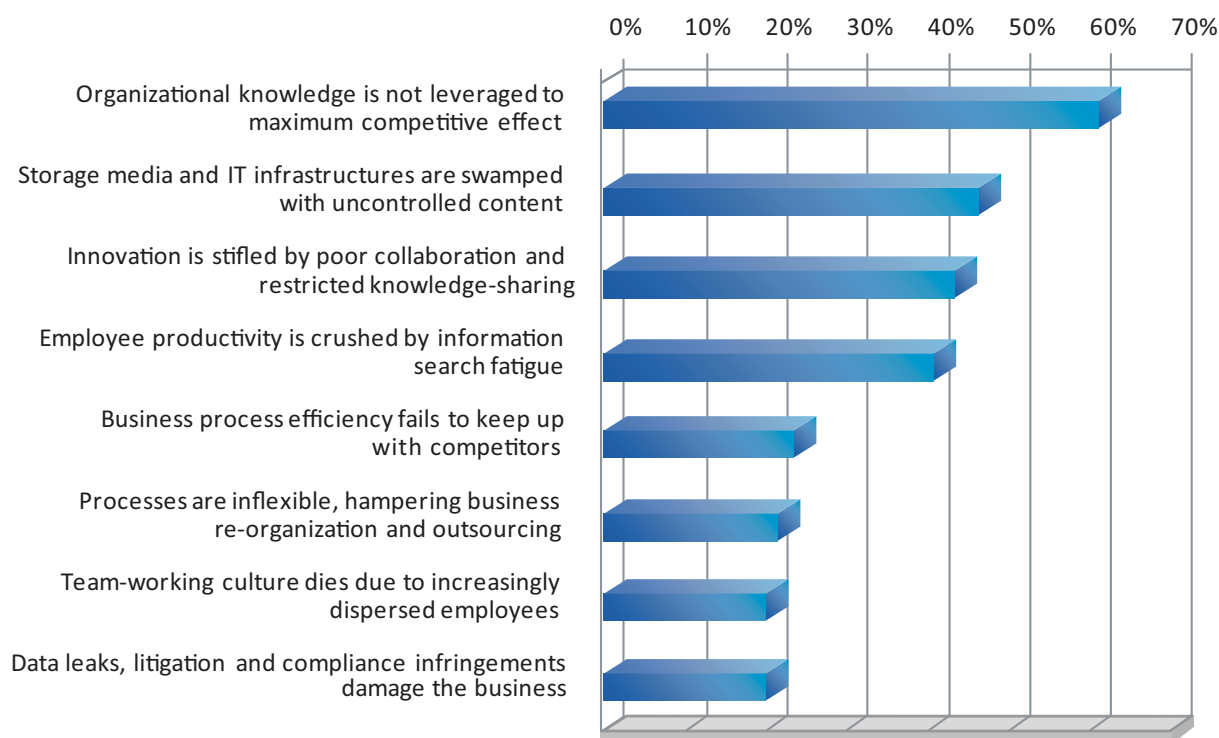 0% 10% 20% 30% 40% 50% 60% 70%
Organizational knowledge is not leveraged to
maximum competitive effect
Storage media and IT infrastructures are swamped
with uncontrolled content
Innovation is stifled by poor collaboration and
restricted knowledge-sharing
Employee productivity is crushed by information
search fatigue
Business process efficiency fails to keep up
with competitors
Processes are inflexible, hampering business
re-organization and outsourcing
Team-working culture dies due to increasingly
dispersed employees
Data leaks, litigation and compliance infringements
damage the business